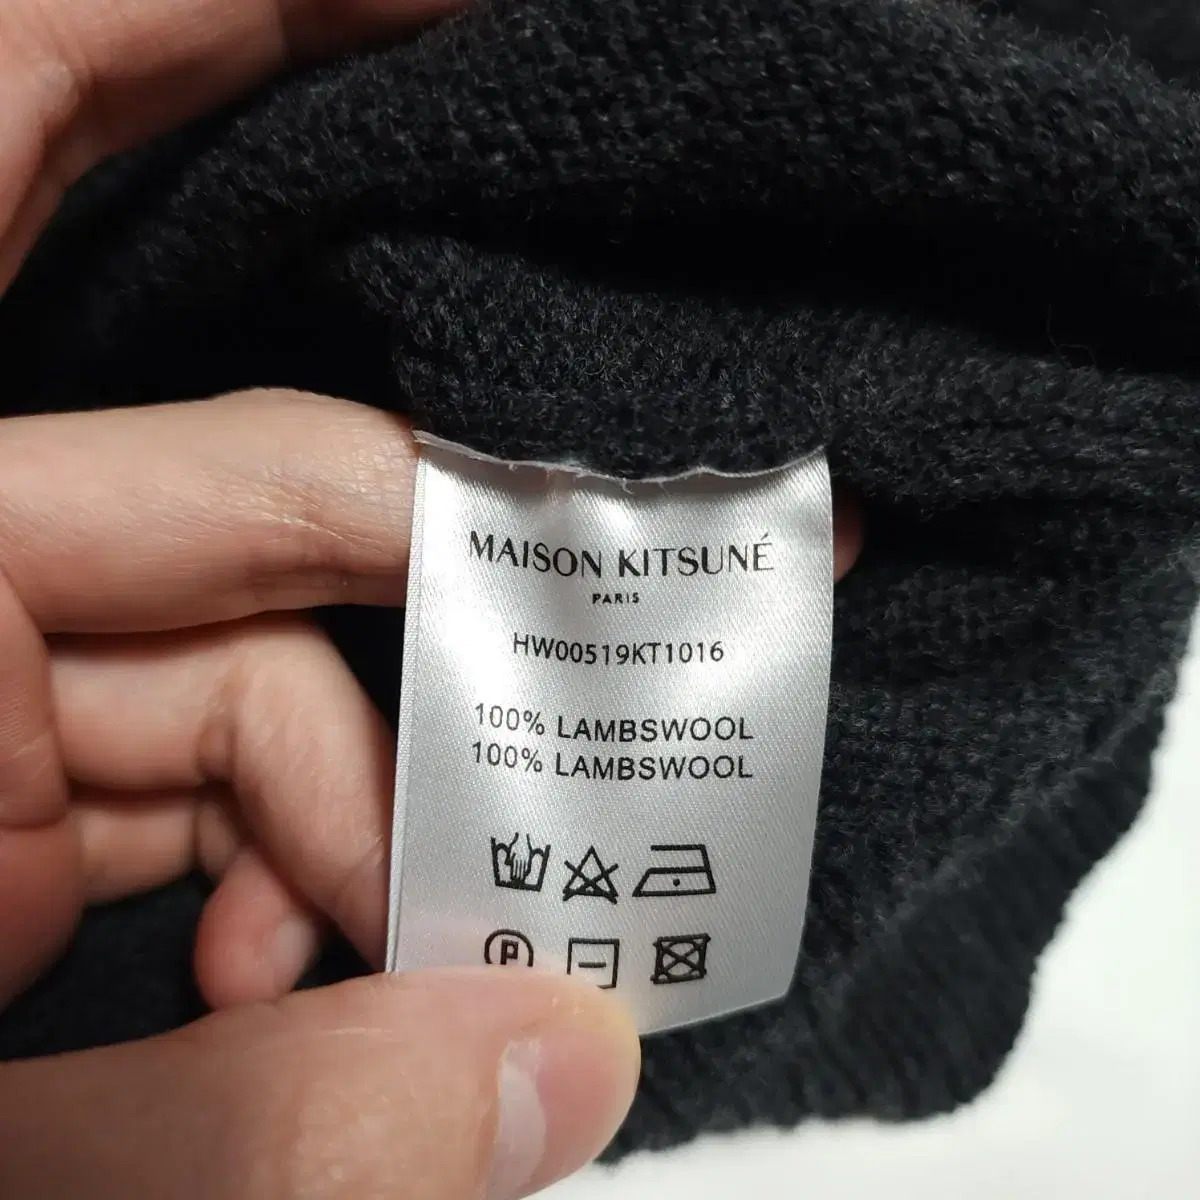 MAISON KITSUNÉ
PARIS
HW00519KT1016
100% LAMBSWOOL
100% LAMBSWOOL
P